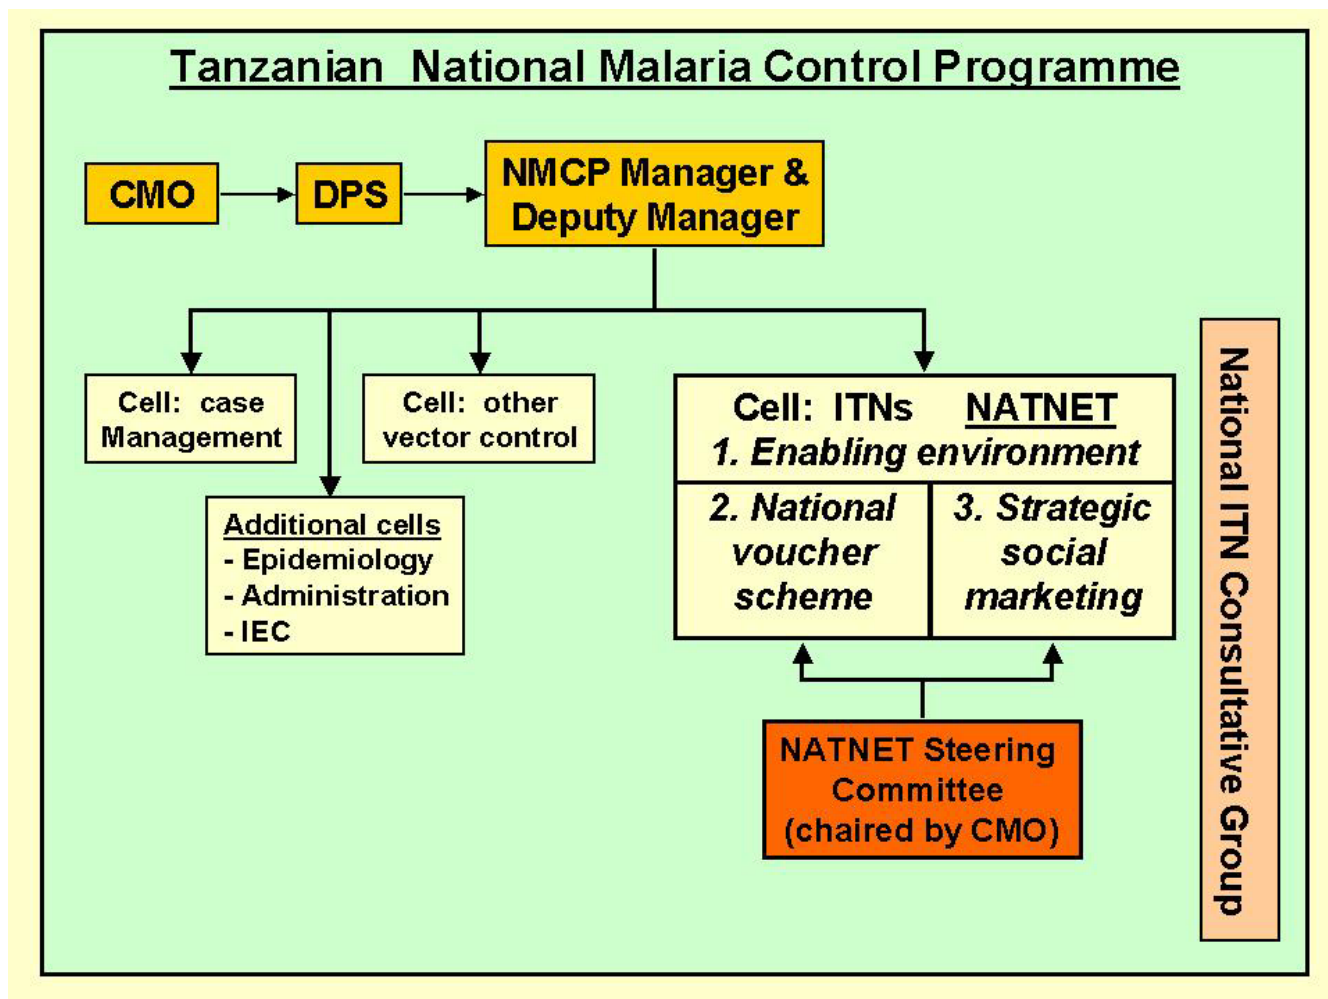 Tanzanian National Malaria Control Programme
CMO
DPS
NMCP Manager &
Deputy Manager
Cell: case
Management
Cell: other
vector control
Additional cells
- Epidemiology
- Administration
- IEC
Cell: ITNs NATNET
1. Enabling environment
2. National
voucher
scheme
3. Strategic
social
marketing
NATNET Steering
Committee
(chaired by CMO)
National ITN Consultative Group